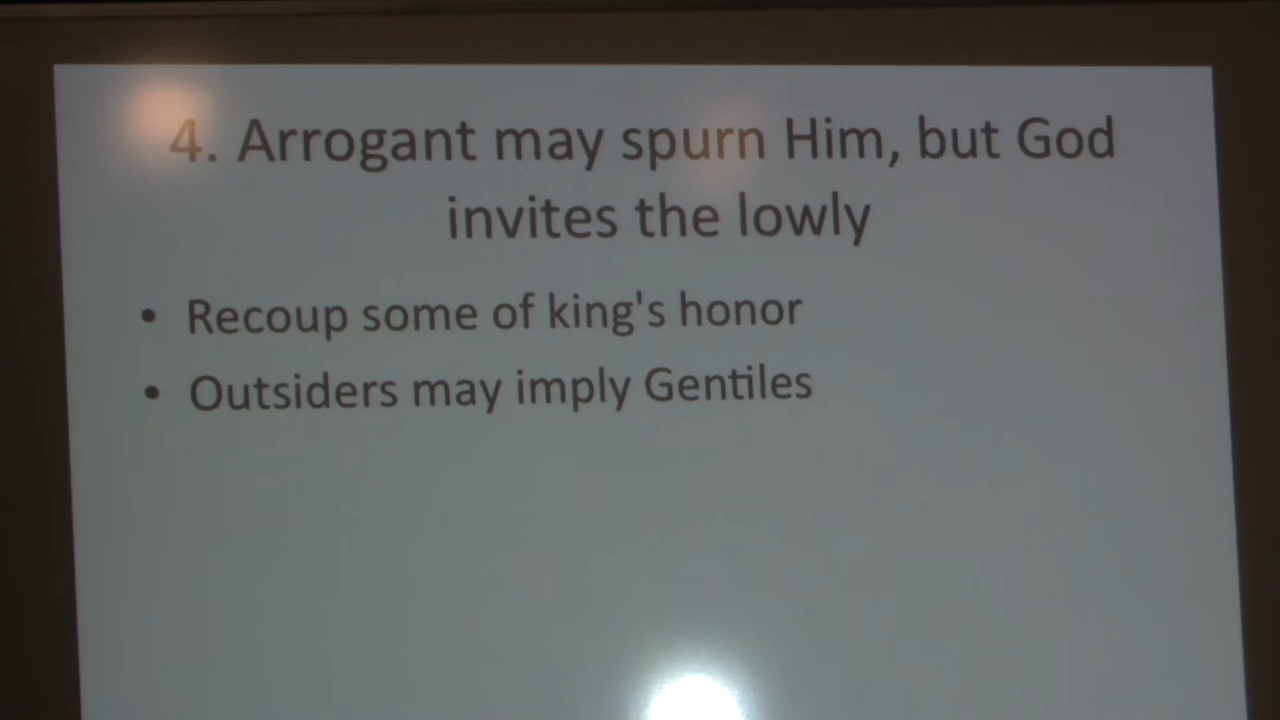 4. Arrogant may spurn Him, but God
invites the lowly
• Recoup some of king's honor
• Outsiders may imply Gentiles